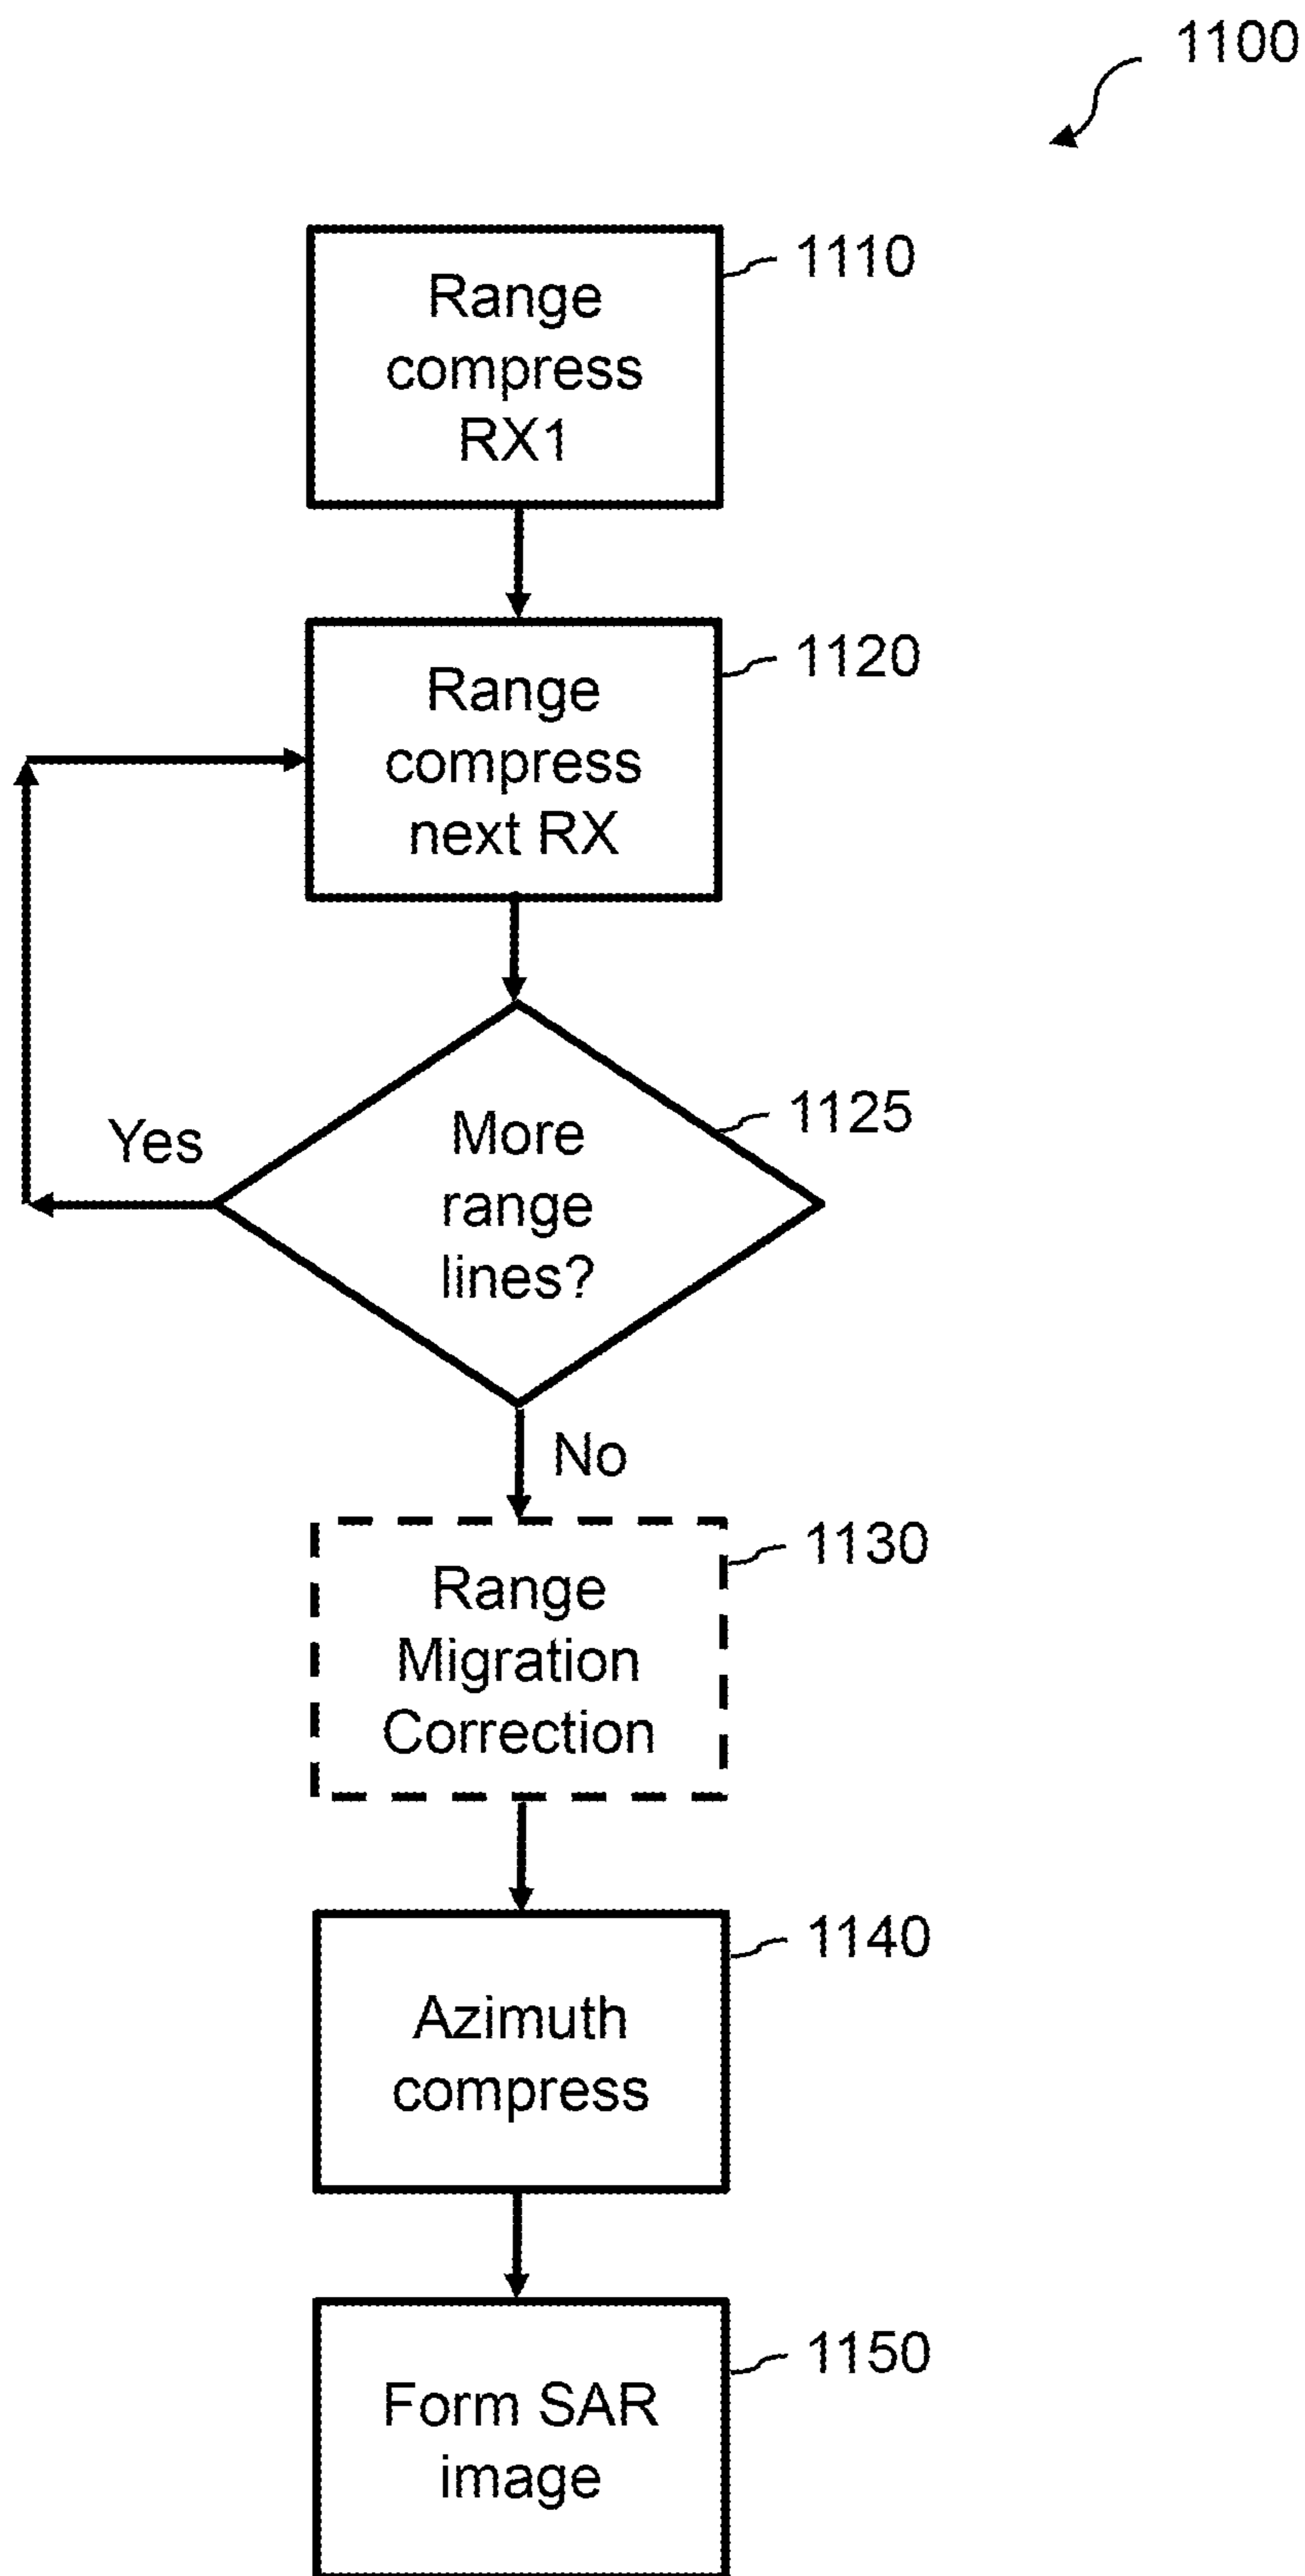 1100
1110
Range
compress
RX1
1120
Range
compress
next RX
1125
Yes
More
range
lines?
No
1130
Range
Migration
Correction
1140
Azimuth
compress
1150
Form SAR
image